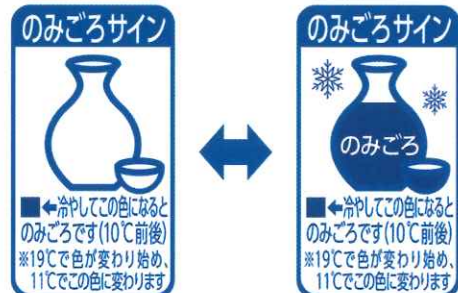 のみごろサイン
■←冷やしてこの色になると
のみごろです(10℃前後)
※19℃で色が変わり始め、
11℃でこの色に変わります
のみごろサイン
のみごろ
■←冷やしてこの色になると
のみごろです(10℃前後)
※19℃で色が変わり始め、
11℃でこの色に変わります